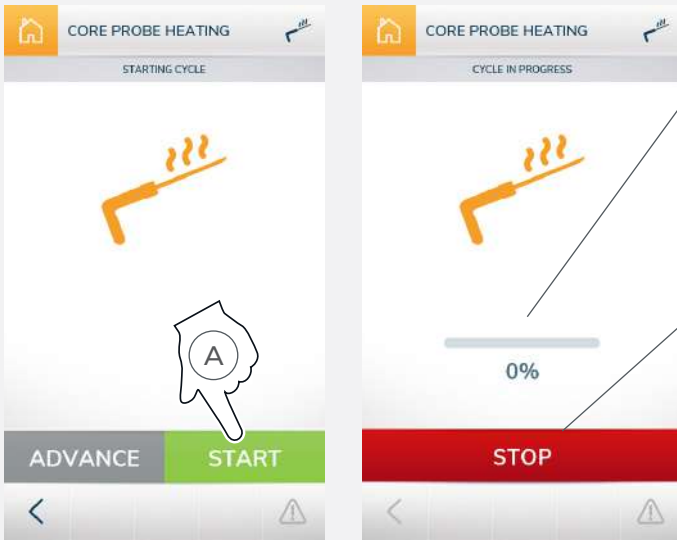 CORE PROBE HEATING
STARTING CYCLE
A
ADVANCE
START
CORE PROBE HEATING
CYCLE IN PROGRESS
0%
STOP